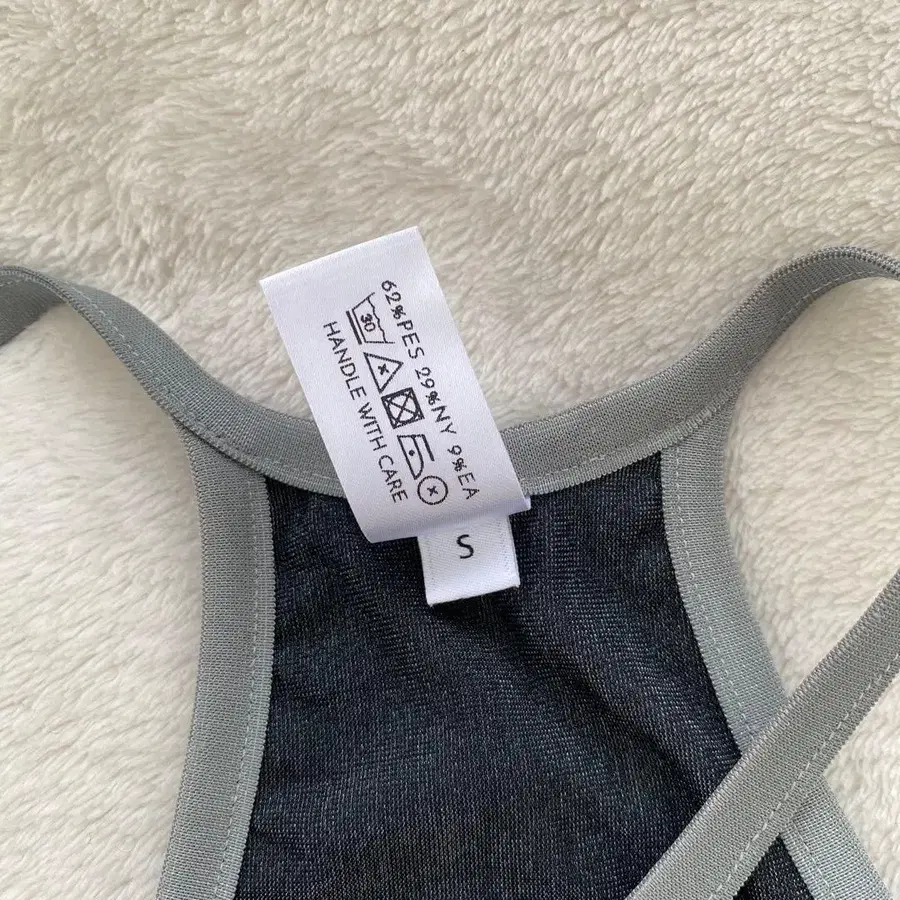 62%PES 29%NY 9%EA
30
HANDLE WITH CARE
S